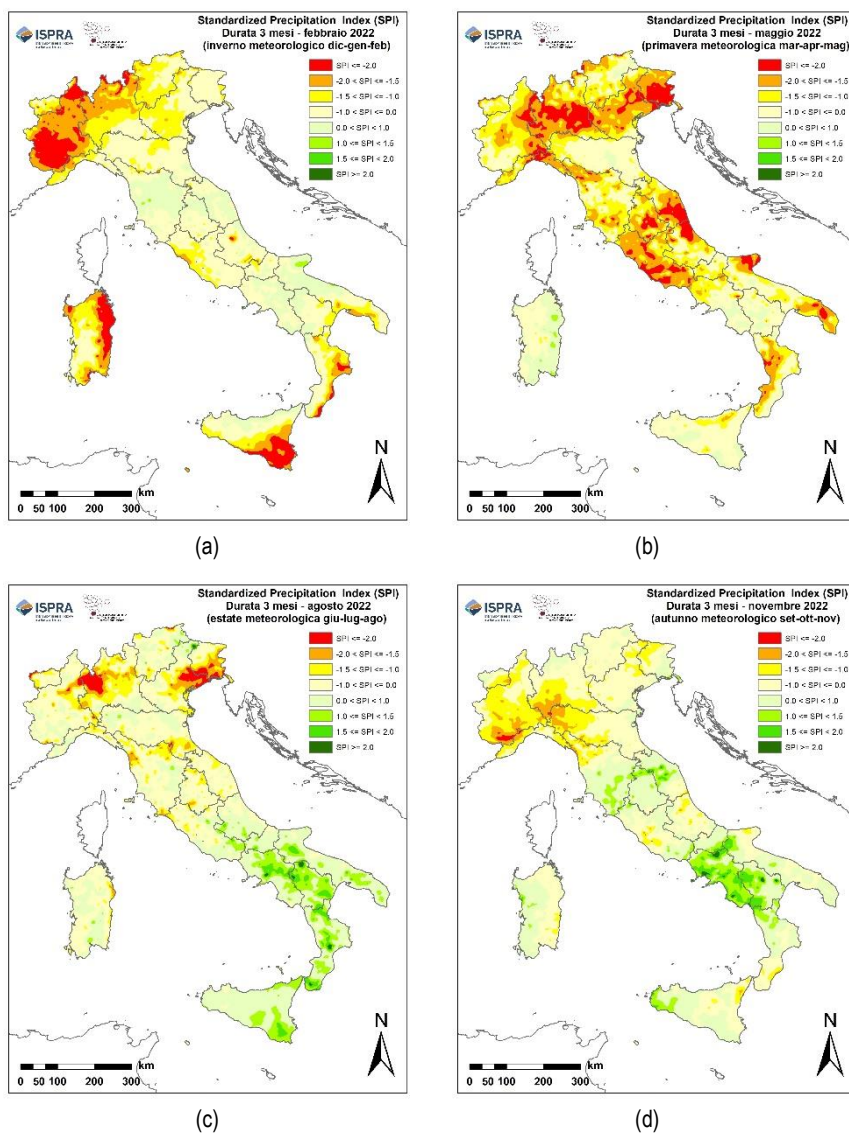 ISPRA
Standardized Precipitation Index (SPI)
Durata 3 mesi - febbraio 2022
(inverno meteorologico dic-gen-feb)
SPI <= -2.0
-2.0 < SPI <= -1.5
-1.5 < SPI <= -1.0
-1.0 < SPI <= 0.0
0.0 < SPI < 1.0
1.0 <= SPI < 1.5
1.5 <= SPI < 2.0
SPI >= 2.0
N
km
0 50 100 200 300
(a)
ISPRA
Standardized Precipitation Index (SPI)
Durata 3 mesi - maggio 2022
(primavera meteorologica mar-apr-mag)
SPI <= -2.0
-2.0 < SPI <= -1.5
-1.5 < SPI <= -1.0
-1.0 < SPI <= 0.0
0.0 < SPI < 1.0
1.0 <= SPI < 1.5
1.5 <= SPI < 2.0
SPI >= 2.0
N
km
0 50 100 200 300
(b)
ISPRA
Standardized Precipitation Index (SPI)
Durata 3 mesi - agosto 2022
(estate meteorologica giu-lug-ago)
SPI <= -2.0
-2.0 < SPI <= -1.5
-1.5 < SPI <= -1.0
-1.0 < SPI <= 0.0
0.0 < SPI < 1.0
1.0 <= SPI < 1.5
1.5 <= SPI < 2.0
SPI >= 2.0
N
km
0 50 100 200 300
(c)
ISPRA
Standardized Precipitation Index (SPI)
Durata 3 mesi - novembre 2022
(autunno meteorologico set-ott-nov)
SPI <= -2.0
-2.0 < SPI <= -1.5
-1.5 < SPI <= -1.0
-1.0 < SPI <= 0.0
0.0 < SPI < 1.0
1.0 <= SPI < 1.5
1.5 <= SPI < 2.0
SPI >= 2.0
N
km
0 50 100 200 300
(d)